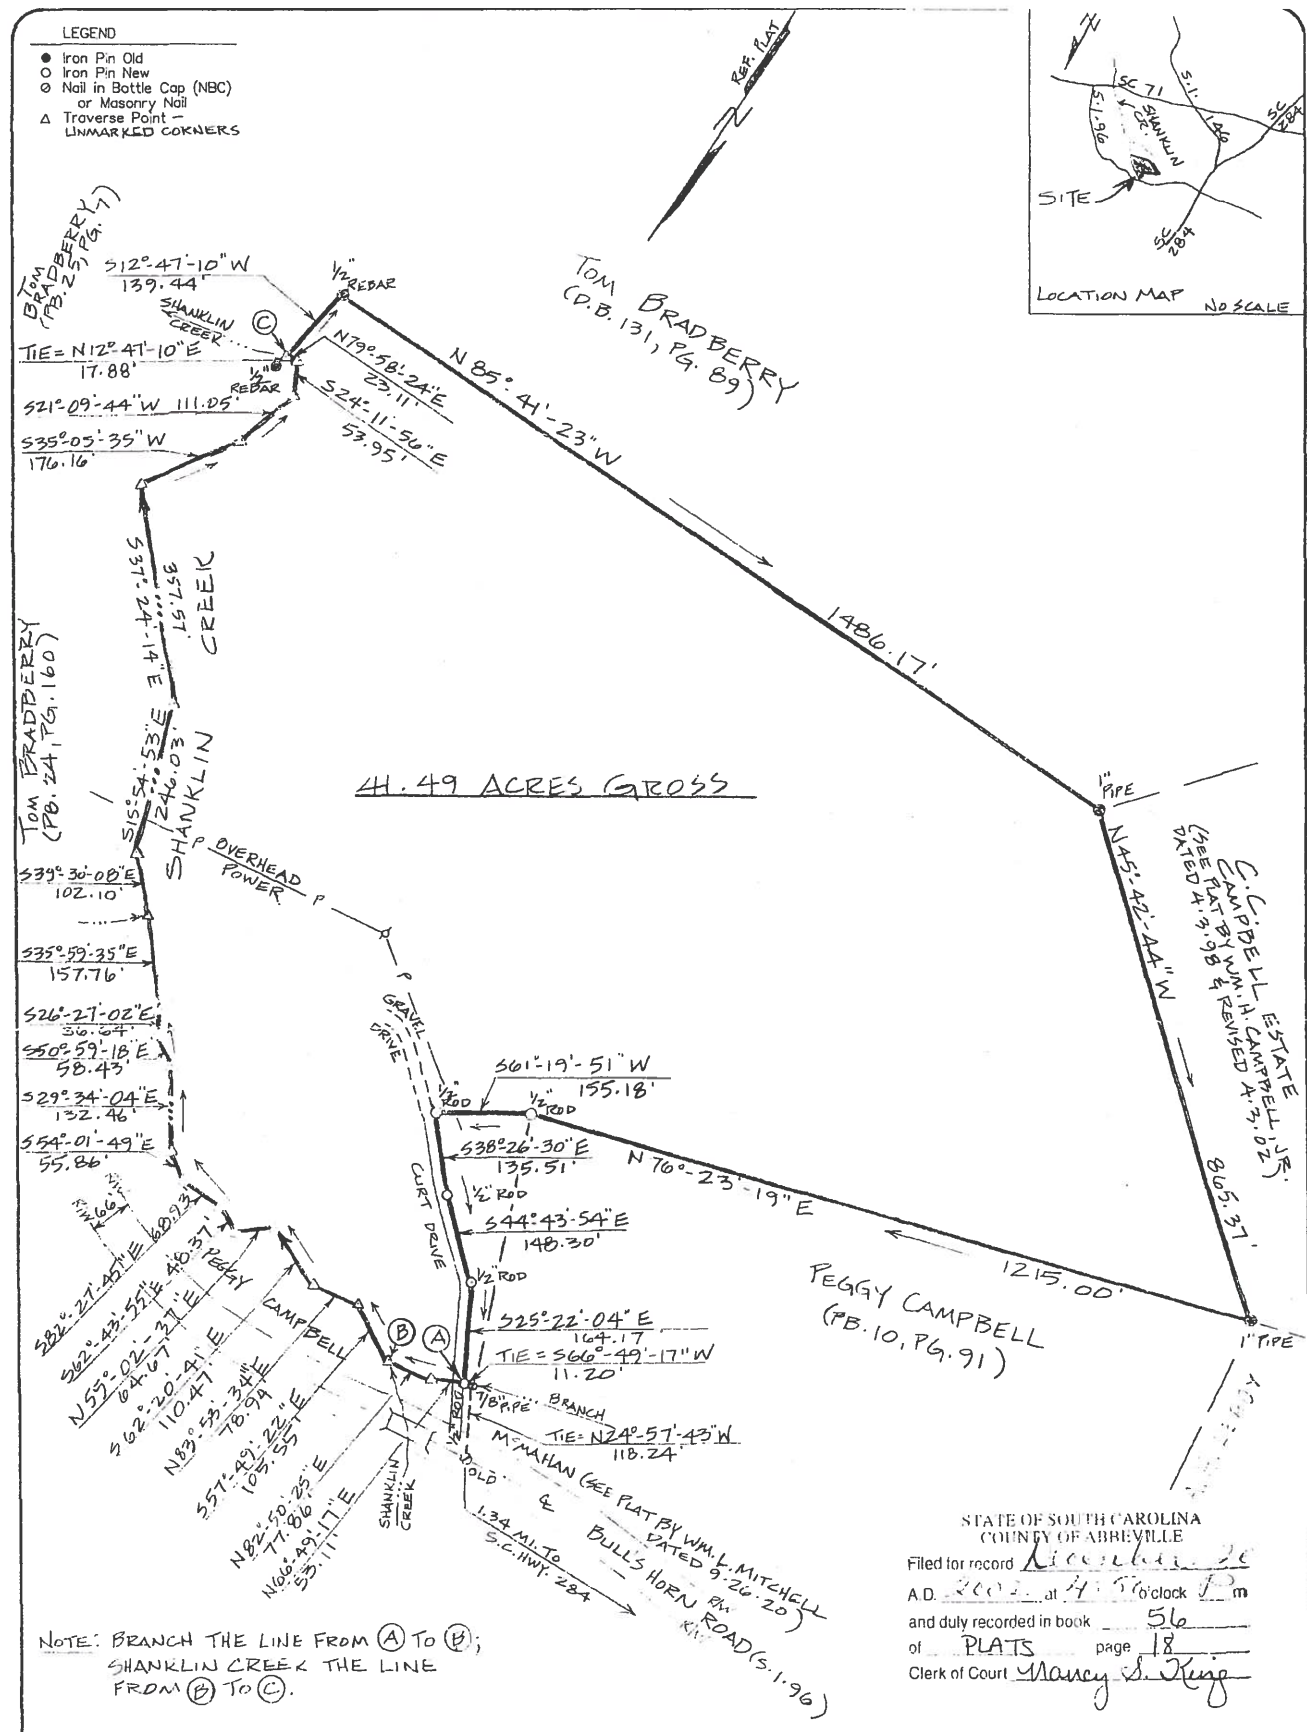 LEGEND
Iron Pin Old
Iron Pin New
Nail in Bottle Cap (NBC)
or Masonry Nail
Traverse Point –
UNMARKED CORNERS
REF. PLAT
N
SC 71
S.1.
146
S.1.96
SHANKLIN
CR.
SC
284
SITE
SC
284
LOCATION MAP NO SCALE
TOM
BRADBERRY
(PB. 25, PG. 7)
S12°-47'-10"W
139.44'
1/2"
REBAR
SHANKLIN
CREEK
C
TIE = N12°-47'-10"E
17.88'
1/2"
REBAR
N79°-58'-24"E
23.11'
S24°-11'-56"E
53.95'
S21°-09'-44"W 111.05'
S35°-05'-35"W
176.16'
TOM BRADBERRY
(D.B. 131, PG. 89)
N 85°-41'-23"W
1486.17'
S37°-24'-14"E
357.57'
SHANKLIN CREEK
TOM BRADBERRY
(PB. 24, PG. 160)
S15°-54'-53"E
246.03'
41.49 ACRES GROSS
1"
PIPE
N45°-42'-44"W
865.37'
C.C. CAMPBELL ESTATE
(SEE PLAT BY WM. H. CAMPBELL, JR.
DATED 4.3.98 & REVISED 4.3.02)
P OVERHEAD P
POWER
S39°-30'-08"E
102.10'
S35°-59'-35"E
157.76'
S26°-27'-02"E
36.64'
S50°-59'-18"E
58.43'
S29°-34'-04"E
132.46'
S54°-01'-49"E
55.86'
P
GRAVEL
DRIVE
S61°-19'-51"W
155.18'
1/2"
ROD
1/2"
ROD
S38°-26'-30"E
135.51'
1/2" ROD
N 76°-23'-19"E
1215.00'
CURT DRIVE
S44°-43'-54"E
148.30'
1/2" ROD
PEGGY CAMPBELL
(PB. 10, PG. 91)
1" PIPE
R/W
66'
R/W
S82°-27'-45"E 68.93'
S62°-43'-55"E 48.37'
N55°-02'-37"E
64.67'
S62°-20'-41"E
110.47'
N83°-53'-34"E
78.94'
S57°-49'-22"E
105.55'
N82°-50'-25"E
77.86'
N66°-49'-17"E
53.11'
PEGGY
CAMPBELL
B
A
S25°-22'-04"E
164.17
TIE = S66°-49'-17"W
11.20'
7/8" PIPE
BRANCH
1/2" ROD
TIE = N24°-57'-43"W
118.24'
SHANKLIN
CREEK
OLD
McMAHAN (SEE PLAT BY WM. L. MITCHELL
DATED 9.26.20)
℄ BULL'S HORN ROAD (S.1.96)
R/W
1.34 MI. TO
S.C. HWY. 284
NOTE: BRANCH THE LINE FROM A TO B;
SHANKLIN CREEK THE LINE
FROM B TO C.
STATE OF SOUTH CAROLINA
COUNTY OF ABBEVILLE
Filed for record
A.D. at o'clock m
and duly recorded in book 56
of PLATS page 18
Clerk of Court Nancy S. King